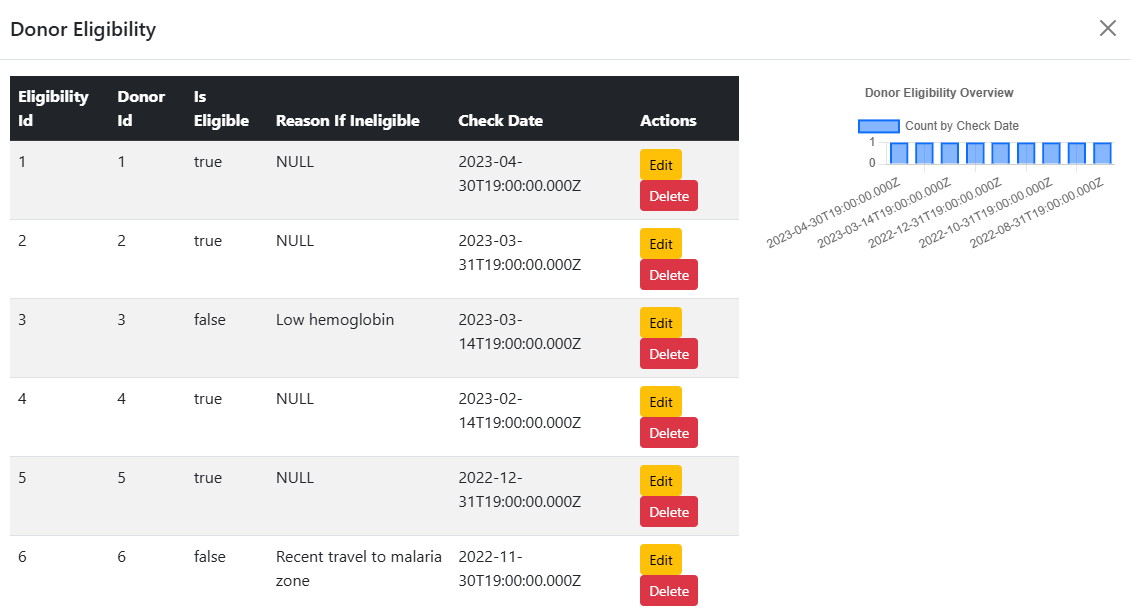 Donor Eligibility
Eligibility Id
Donor Id
Is Eligible
Reason If Ineligible
Check Date
Actions
1 1 true NULL 2023-04-
30T19:00:00.000Z
Edit
Delete
2 2 true NULL 2023-03-
31T19:00:00.000Z
Edit
Delete
3 3 false Low hemoglobin 2023-03-
14T19:00:00.000Z
Edit
Delete
4 4 true NULL 2023-02-
14T19:00:00.000Z
Edit
Delete
5 5 true NULL 2022-12-
31T19:00:00.000Z
Edit
Delete
6 6 false Recent travel to malaria
zone
2022-11-
30T19:00:00.000Z
Edit
Delete
Donor Eligibility Overview
Count by Check Date
1
0
2023-04-30T19:00:00.000Z
2023-03-14T19:00:00.000Z
2022-12-31T19:00:00.000Z
2022-10-31T19:00:00.000Z
2022-08-31T19:00:00.000Z